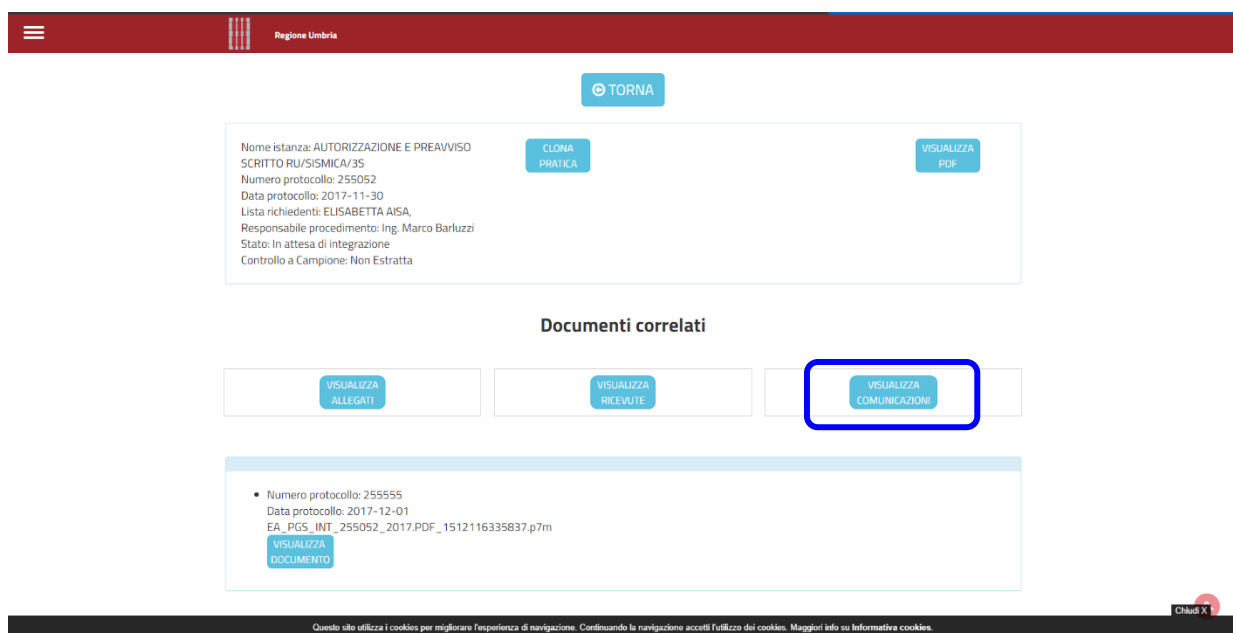 Regione Umbria
TORNA
Nome istanza: AUTORIZZAZIONE E PREAVVISO
SCRITTO RU/SISMICA/3S
Numero protocollo: 255052
Data protocollo: 2017-11-30
Lista richiedenti: ELISABETTA AISA,
Responsabile procedimento: Ing. Marco Barluzzi
Stato: In attesa di integrazione
Controllo a Campione: Non Estratta
CLONA
PRATICA
VISUALIZZA
PDF
Documenti correlati
VISUALIZZA
ALLEGATI
VISUALIZZA
RICEVUTE
VISUALIZZA
COMUNICAZIONI
Numero protocollo: 255555
Data protocollo: 2017-12-01
EA_PGS_INT_255052_2017.PDF_1512116335837.p7m
VISUALIZZA
DOCUMENTO
Chiudi X
Questo sito utilizza i cookies per migliorare l'esperienza di navigazione. Continuando la navigazione accetti l'utilizzo dei cookies. Maggiori info su Informativa cookies.